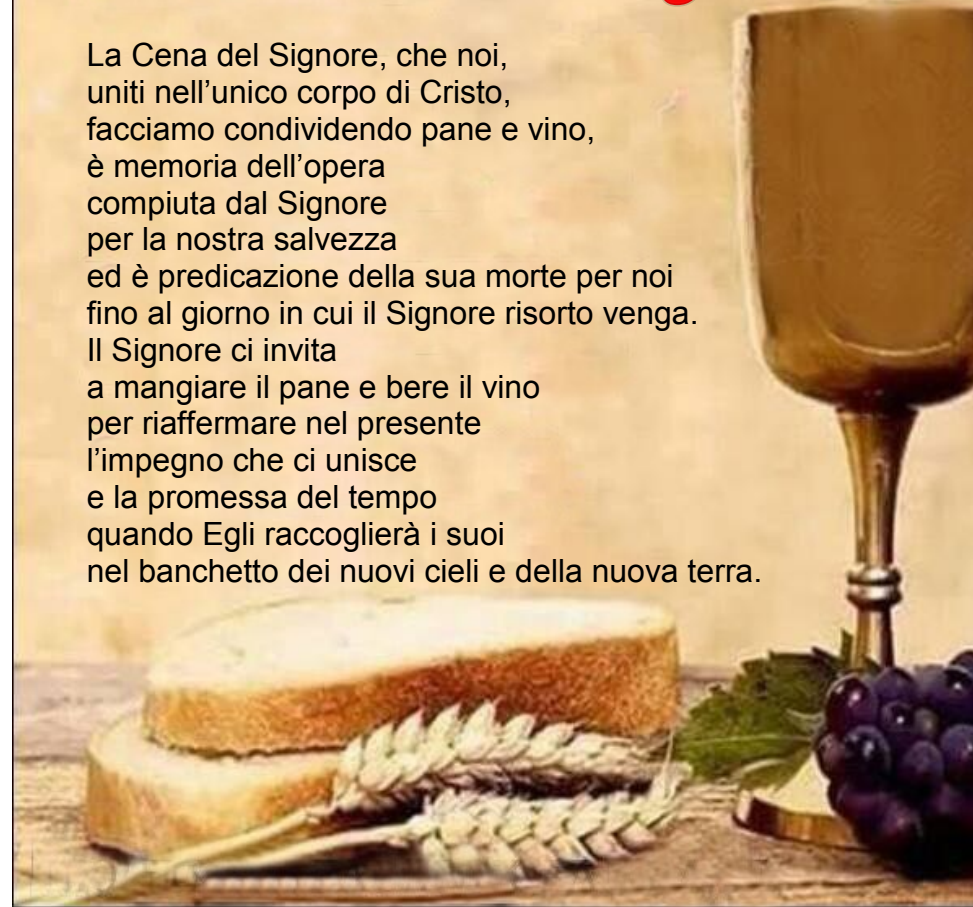 La Cena del Signore, che noi,
uniti nell’unico corpo di Cristo,
facciamo condividendo pane e vino,
è memoria dell’opera
compiuta dal Signore
per la nostra salvezza
ed è predicazione della sua morte per noi
fino al giorno in cui il Signore risorto venga.
Il Signore ci invita
a mangiare il pane e bere il vino
per riaffermare nel presente
l’impegno che ci unisce
e la promessa del tempo
quando Egli raccoglierà i suoi
nel banchetto dei nuovi cieli e della nuova terra.